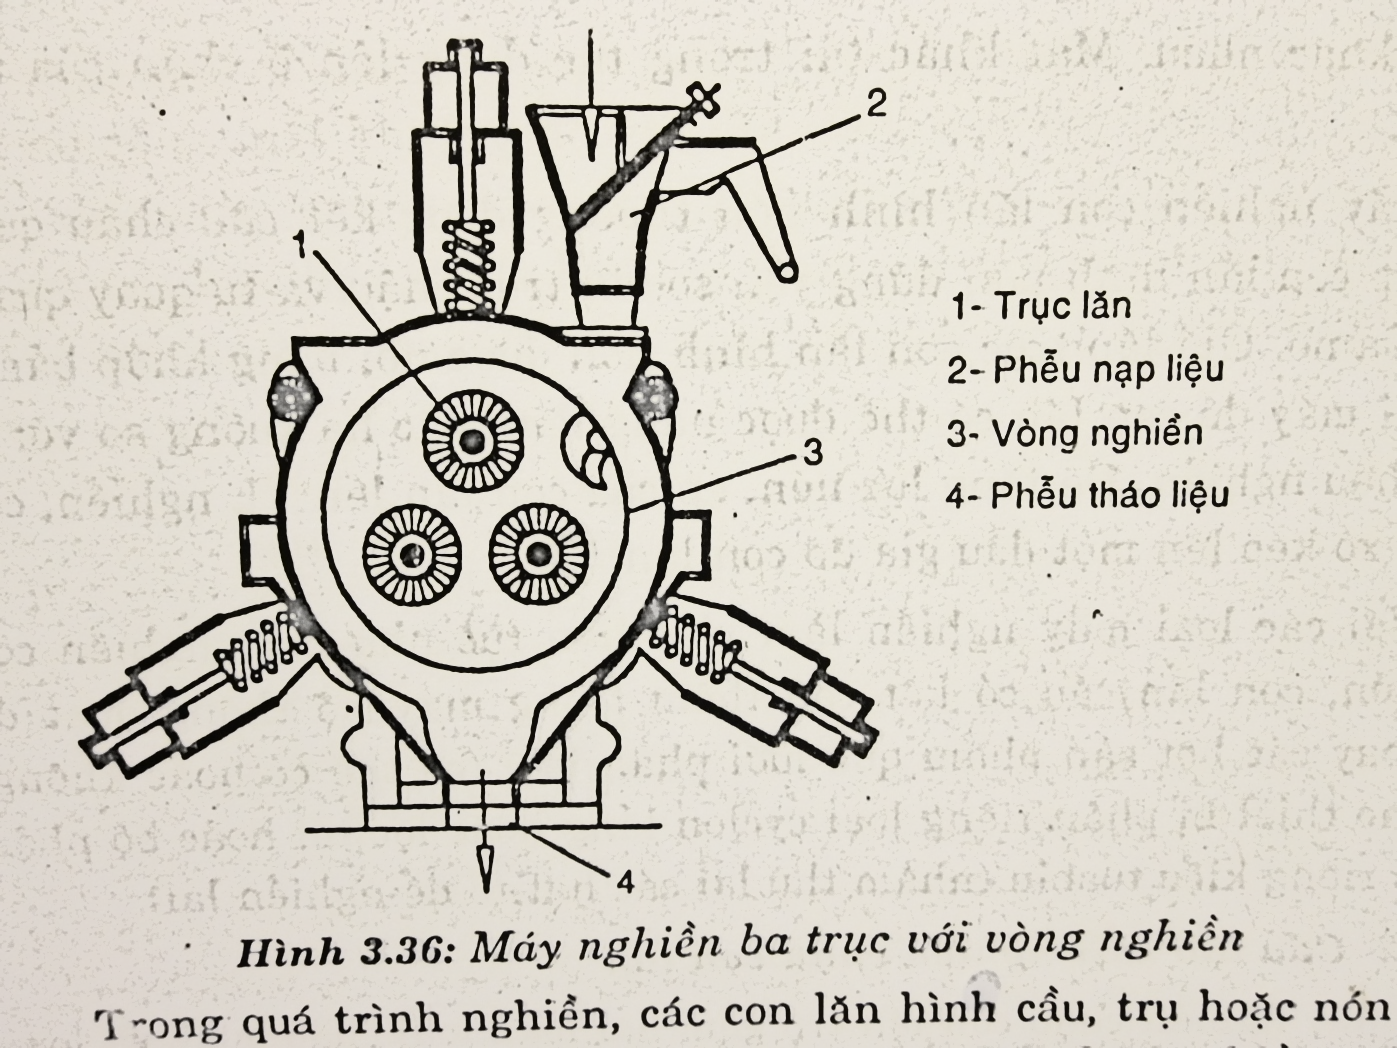 1
2
3
4
1- Trục lăn
2- Phễu nạp liệu
3- Vòng nghiền
4- Phễu tháo liệu
Hình 3.36: Máy nghiền ba trục với vòng nghiền
Trong quá trình nghiền, các con lăn hình cầu, trụ hoặc nón